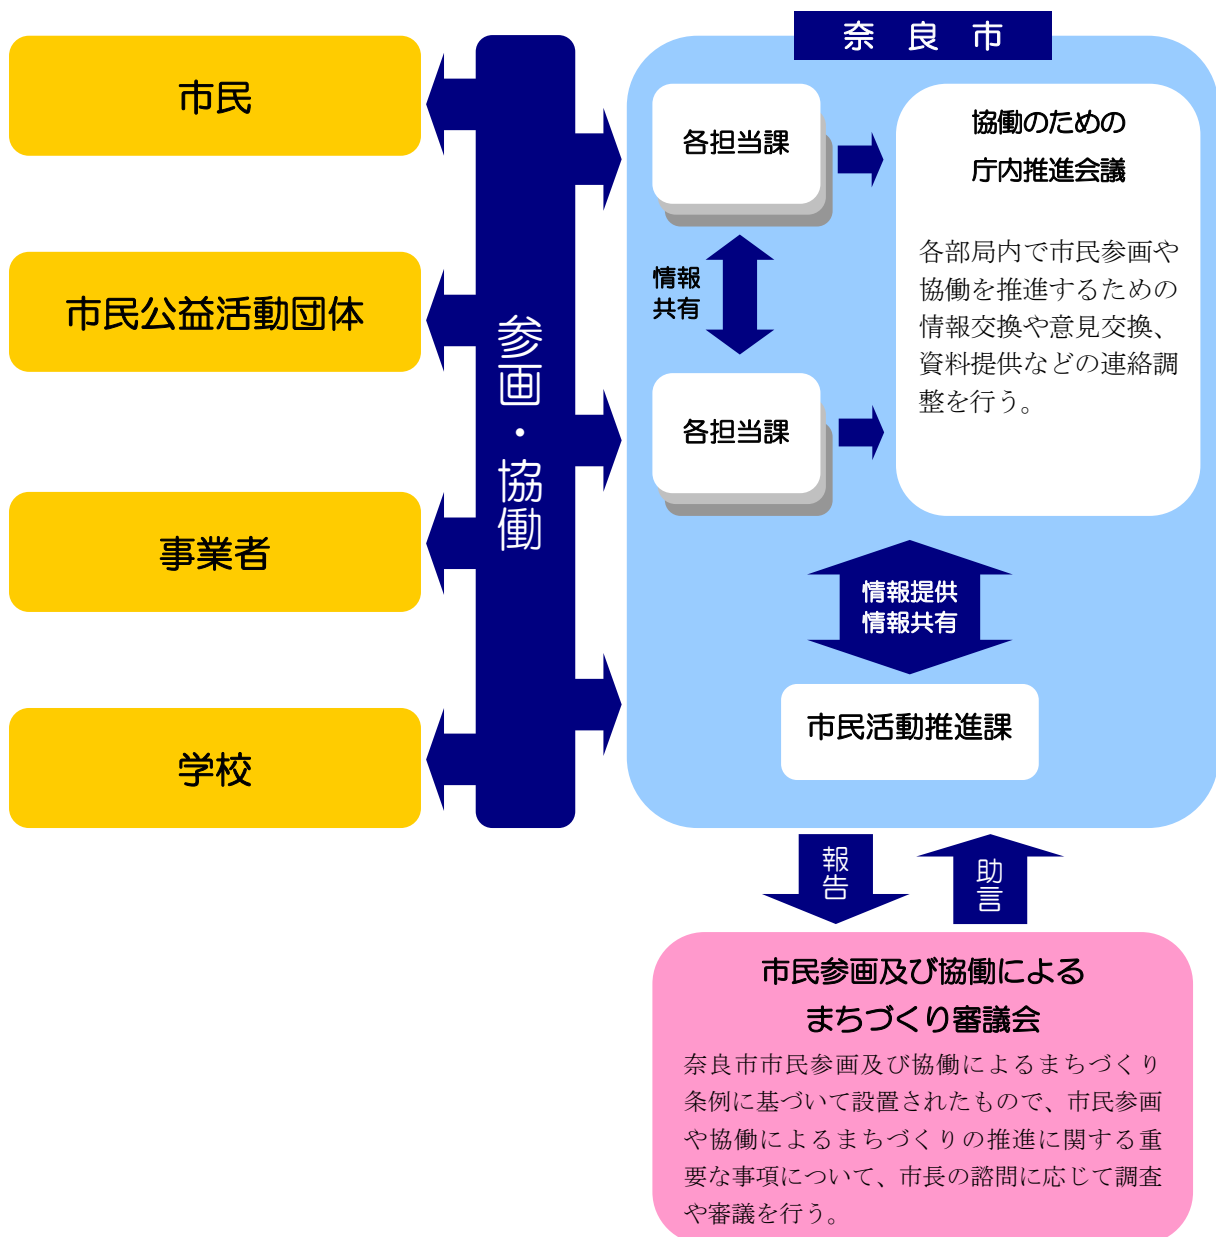 奈良市
市民
市民公益活動団体
事業者
学校
参画・協働
各担当課
情報
共有
各担当課
協働のための
庁内推進会議
各部局内で市民参画や
協働を推進するための
情報交換や意見交換、
資料提供などの連絡調
整を行う。
情報提供
情報共有
市民活動推進課
報告
助言
市民参画及び協働による
まちづくり審議会
奈良市市民参画及び協働によるまちづくり
条例に基づいて設置されたもので、市民参画
や協働によるまちづくりの推進に関する重
要な事項について、市長の諮問に応じて調査
や審議を行う。